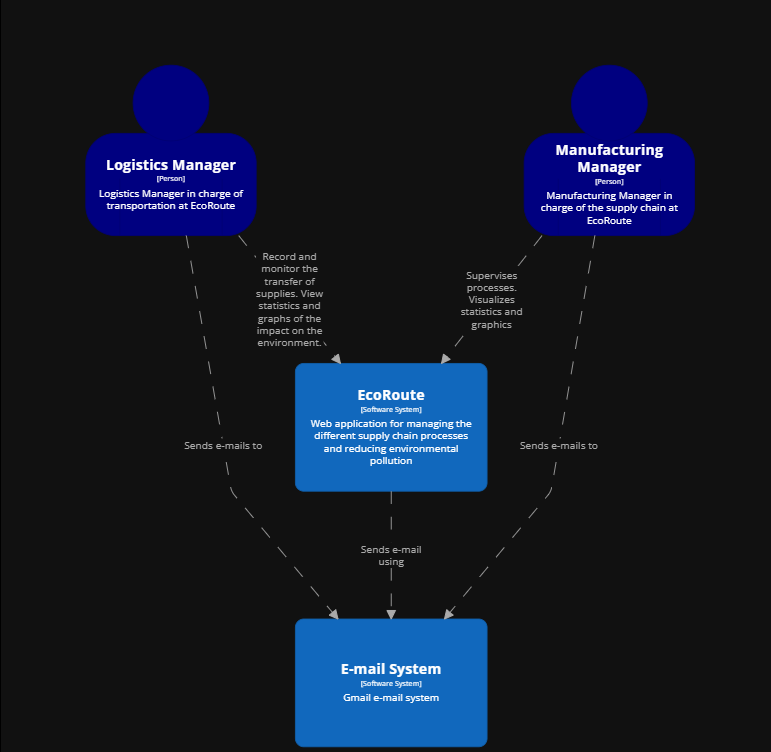 Logistics Manager
[Person]
Logistics Manager in charge of
transportation at EcoRoute
Manufacturing
Manager
[Person]
Manufacturing Manager in
charge of the supply chain at
EcoRoute
Record and
monitor the
transfer of
supplies. View
statistics and
graphs of the
impact on the
environment.
Supervises
processes.
Visualizes
statistics and
graphics
EcoRoute
[Software System]
Web application for managing the
different supply chain processes
and reducing environmental
pollution
Sends e-mails to
Sends e-mails to
Sends e-mail
using
E-mail System
[Software System]
Gmail e-mail system